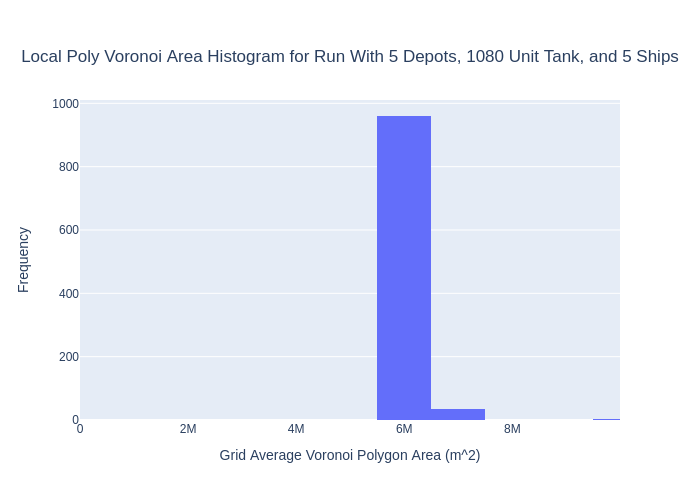 Local Poly Voronoi Area Histogram for Run With 5 Depots, 1080 Unit Tank, and 5 Ships
1000
800
600
400
200
0
Frequency
0 2M 4M 6M 8M
Grid Average Voronoi Polygon Area (m^2)